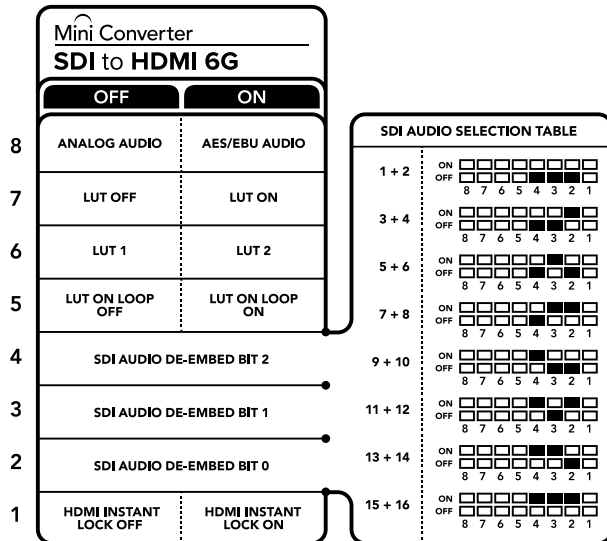 Mini Converter
SDI to HDMI 6G
OFF ON
8 ANALOG AUDIO AES/EBU AUDIO
7 LUT OFF LUT ON
6 LUT 1 LUT 2
5 LUT ON LOOP OFF LUT ON LOOP ON
4 SDI AUDIO DE-EMBED BIT 2
3 SDI AUDIO DE-EMBED BIT 1
2 SDI AUDIO DE-EMBED BIT 0
1 HDMI INSTANT LOCK OFF HDMI INSTANT LOCK ON
SDI AUDIO SELECTION TABLE
1 + 2
ON
OFF
8 7 6 5 4 3 2 1
3 + 4
ON
OFF
8 7 6 5 4 3 2 1
5 + 6
ON
OFF
8 7 6 5 4 3 2 1
7 + 8
ON
OFF
8 7 6 5 4 3 2 1
9 + 10
ON
OFF
8 7 6 5 4 3 2 1
11 + 12
ON
OFF
8 7 6 5 4 3 2 1
13 + 14
ON
OFF
8 7 6 5 4 3 2 1
15 + 16
ON
OFF
8 7 6 5 4 3 2 1